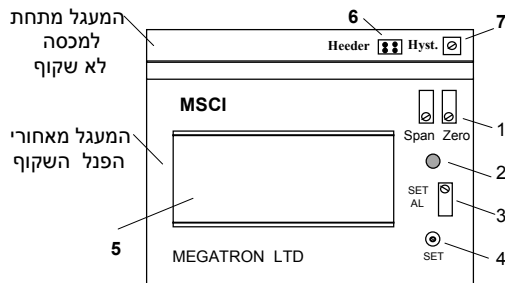 המעגל מתחת
למכסה
לא שקוף
6
7
Heeder
Hyst.
MSCI
המעגל מאחורי
הפנל השקוף
Span Zero
1
2
SET
AL
3
5
MEGATRON LTD
SET
4